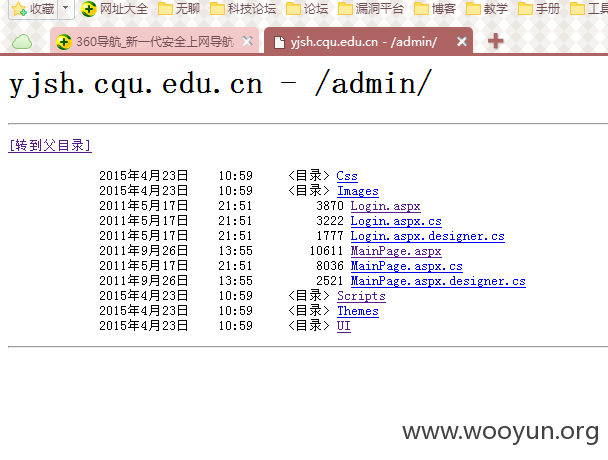 收藏 网址大全 无聊 科技论坛 论坛 漏洞平台 博客 教学 手册 工具
360导航_新一代安全上网导航 yjsh.cqu.edu.cn - /admin/
yjsh.cqu.edu.cn - /admin/
[转到父目录]
2015年4月23日 10:59 <目录> Css
2015年4月23日 10:59 <目录> Images
2011年5月17日 21:51 3870 Login.aspx
2011年5月17日 21:51 3222 Login.aspx.cs
2011年5月17日 21:51 1777 Login.aspx.designer.cs
2011年9月26日 13:55 10611 MainPage.aspx
2011年5月17日 21:51 8036 MainPage.aspx.cs
2011年9月26日 13:55 2521 MainPage.aspx.designer.cs
2015年4月23日 10:59 <目录> Scripts
2015年4月23日 10:59 <目录> Themes
2015年4月23日 10:59 <目录> UI
www.wooyun.org